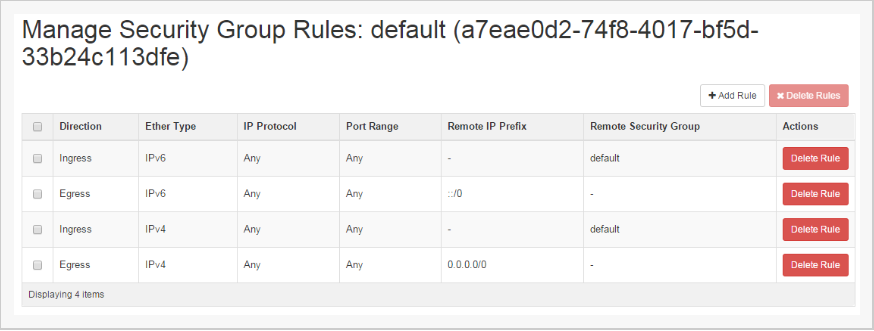 Manage Security Group Rules: default (a7eae0d2-74f8-4017-bf5d-
33b24c113dfe)
+ Add Rule ✖ Delete Rules
Direction Ether Type IP Protocol Port Range Remote IP Prefix Remote Security Group Actions
Ingress IPv6 Any Any - default Delete Rule
Egress IPv6 Any Any ::/0 - Delete Rule
Ingress IPv4 Any Any - default Delete Rule
Egress IPv4 Any Any 0.0.0.0/0 - Delete Rule
Displaying 4 items